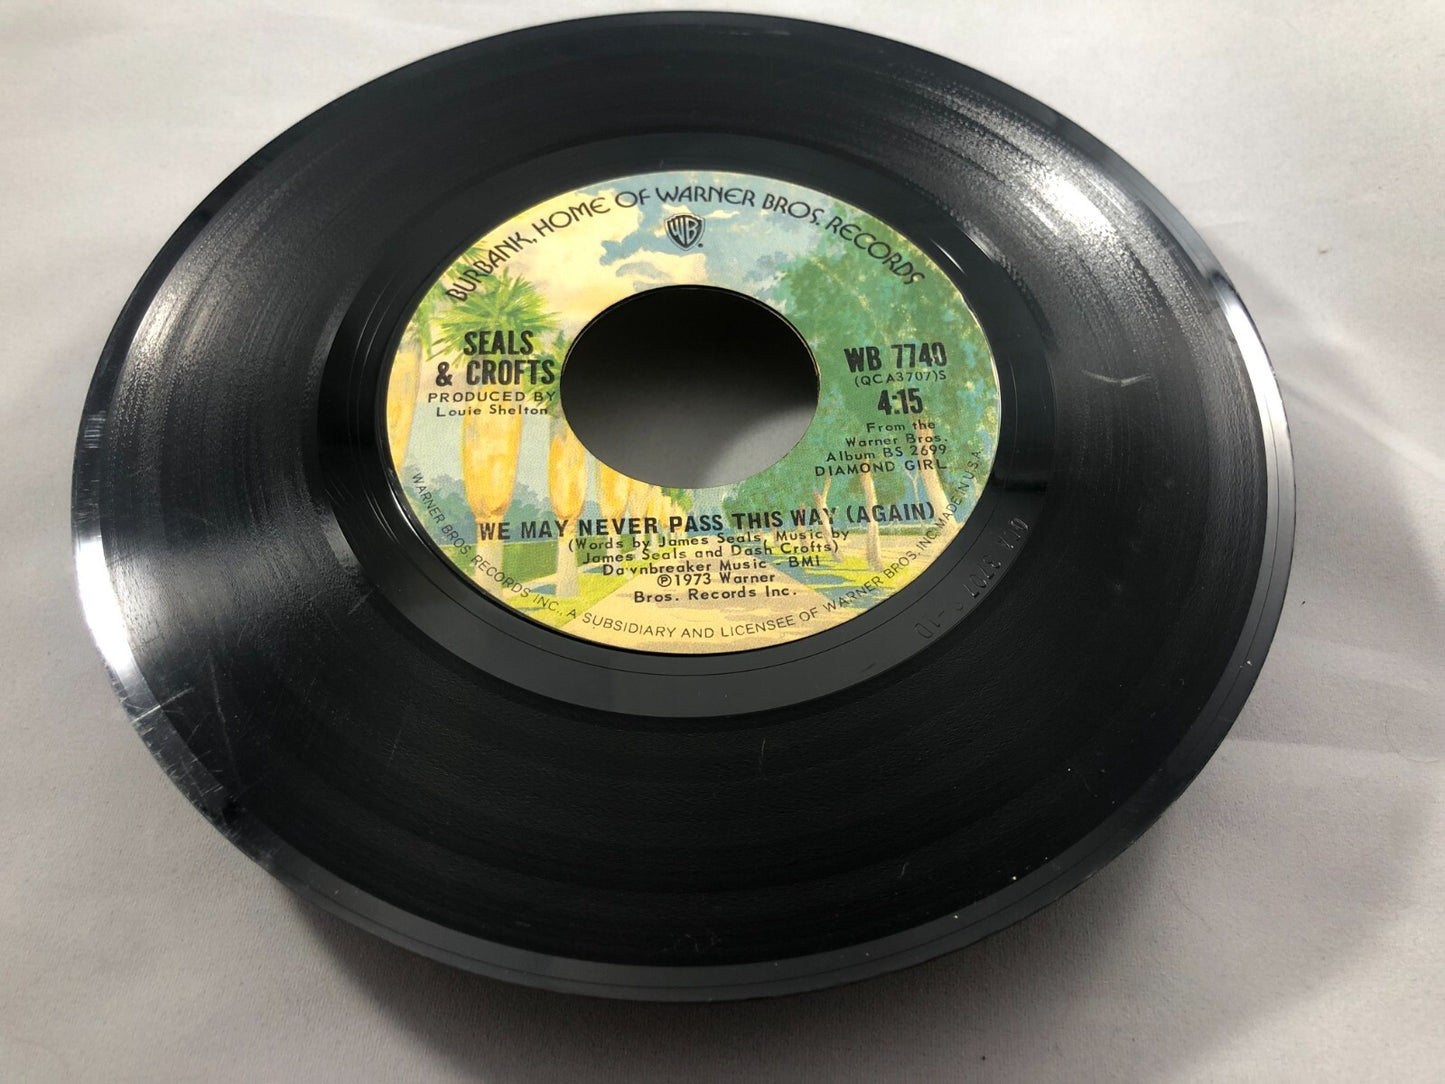 BURBANK, HOME OF WARNER BROS. RECORDS
WB
SEALS
& CROFTS
PRODUCED BY
Louie Shelton
WB 7740
(QCA3707)S
4:15
From the
Warner Bros.
Album BS 2699
DIAMOND GIRL
WE MAY NEVER PASS THIS WAY (AGAIN)
(Words by James Seals, Music by
James Seals and Dash Crofts)
Dawnbreaker Music - BMI
℗1973 Warner
Bros. Records Inc.
WARNER BROS. RECORDS INC., A SUBSIDIARY AND LICENSEE OF WARNER BROS. INC. MADE IN U.S.A.